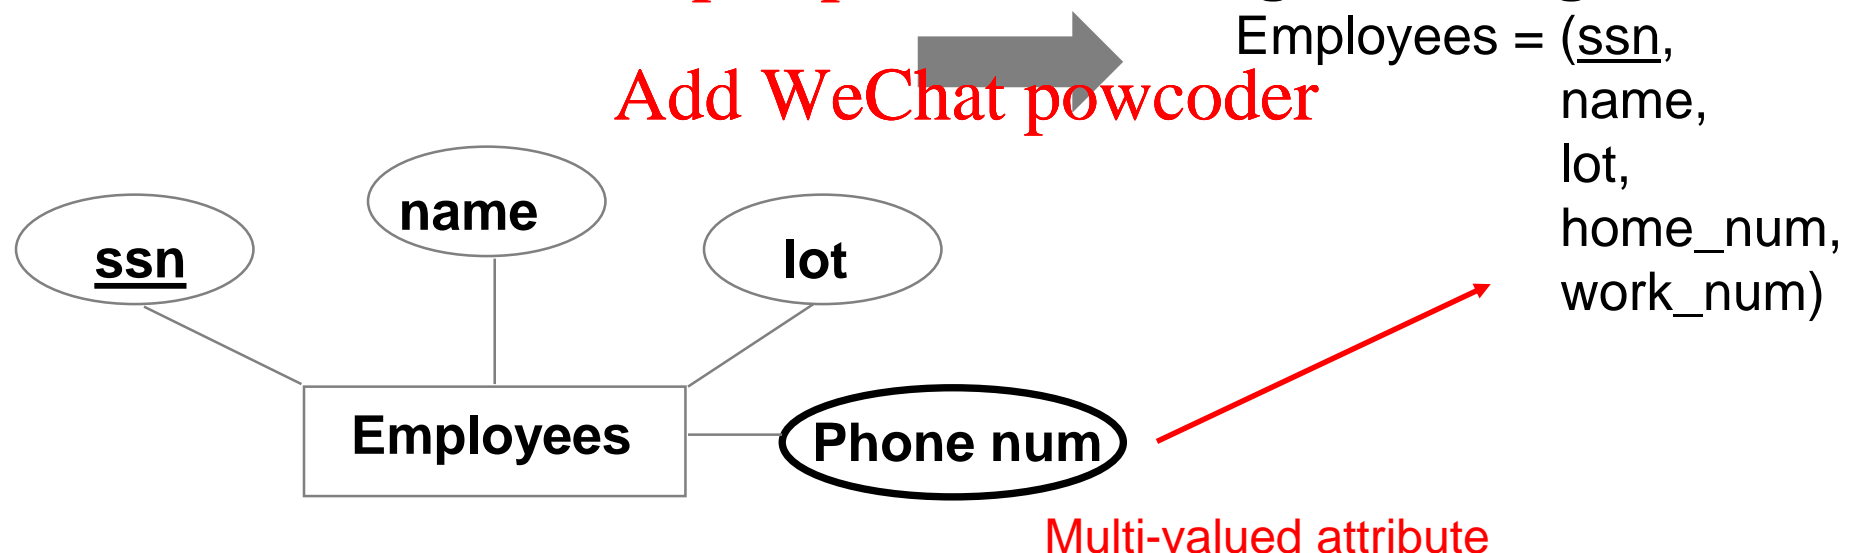 Employees = (ssn,
Add WeChat powcoder
name,
lot,
home_num,
work_num)
name
ssn
lot
Employees
Phone num
Multi-valued attribute